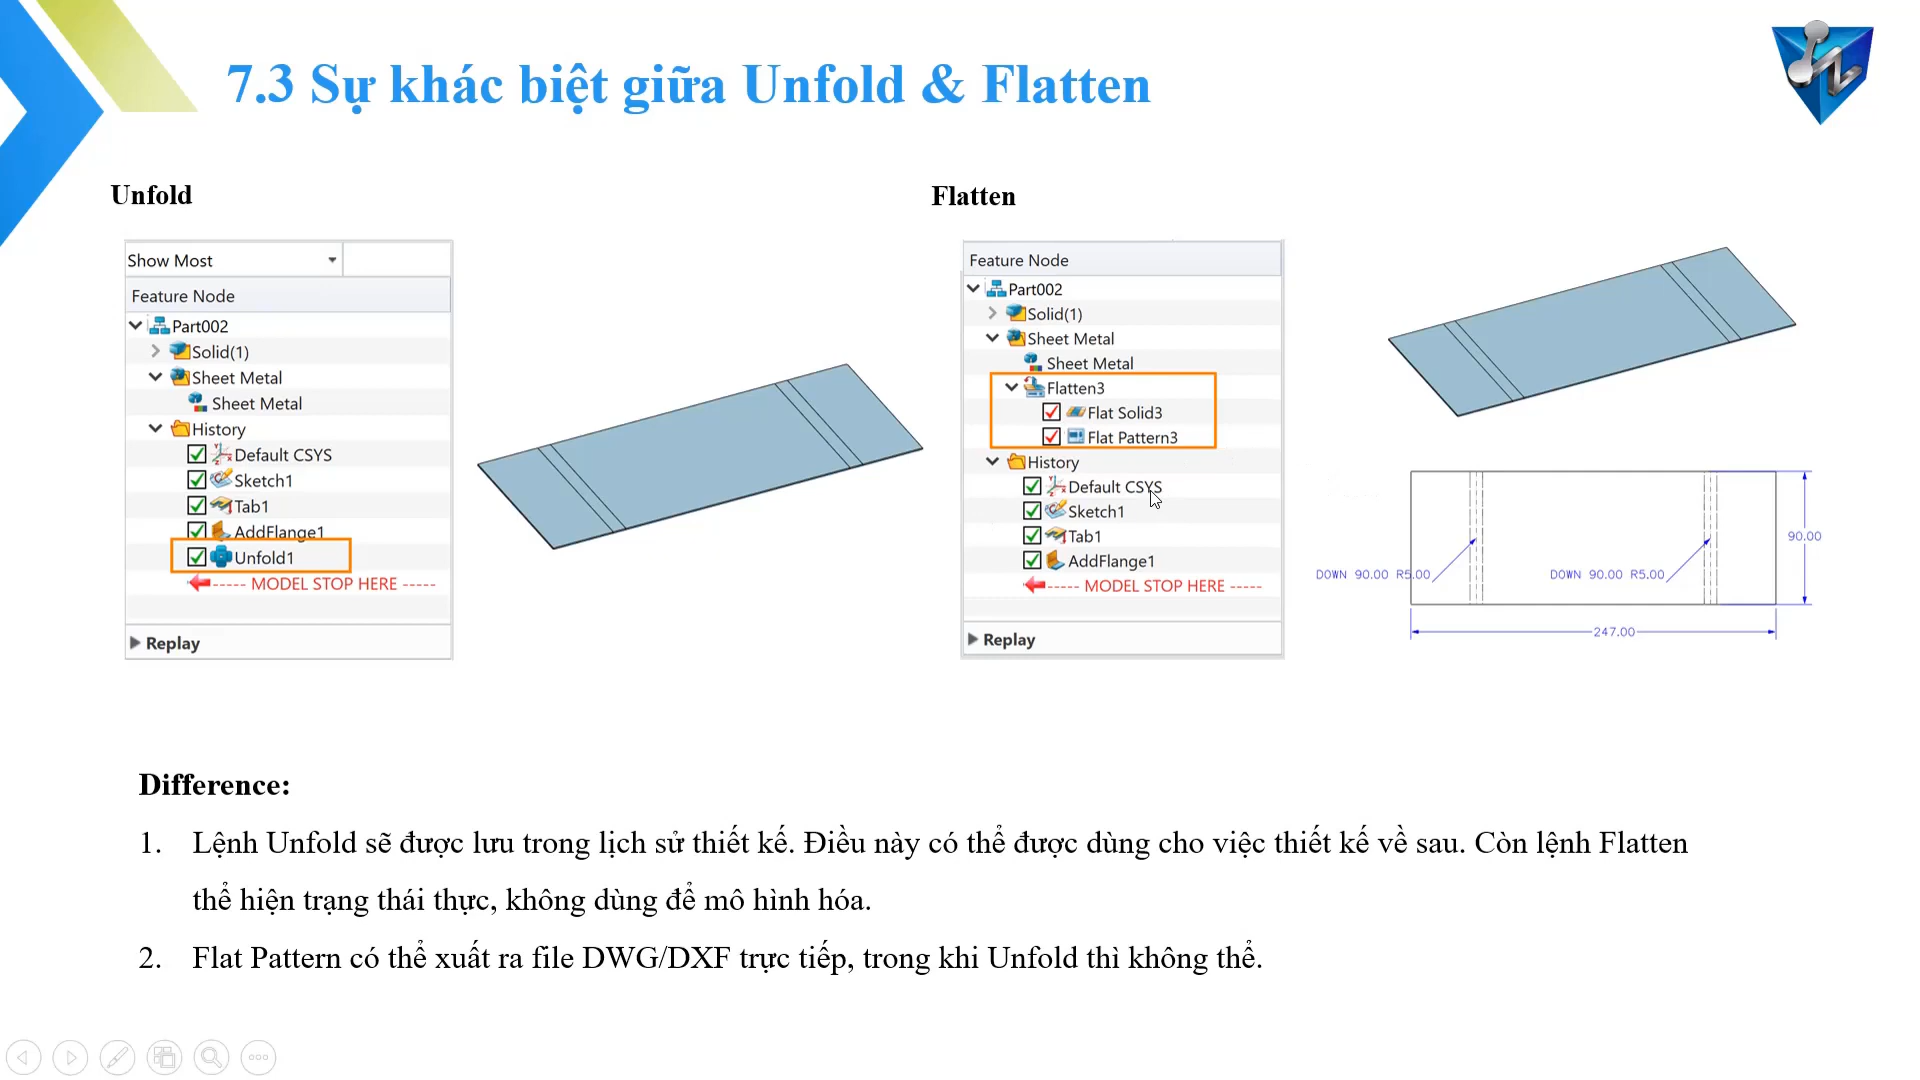 7.3 Sự khác biệt giữa Unfold & Flatten
Unfold
Show Most
Feature Node
Part002
Solid(1)
Sheet Metal
Sheet Metal
History
Default CSYS
Sketch1
Tab1
AddFlange1
Unfold1
----- MODEL STOP HERE -----
Replay
Flatten
Feature Node
Part002
Solid(1)
Sheet Metal
Sheet Metal
Flatten3
Flat Solid3
Flat Pattern3
History
Default CSYS
Sketch1
Tab1
AddFlange1
----- MODEL STOP HERE -----
Replay
90.00
DOWN 90.00 R5.00
DOWN 90.00 R5.00
247.00
Difference:
1. Lệnh Unfold sẽ được lưu trong lịch sử thiết kế. Điều này có thể được dùng cho việc thiết kế về sau. Còn lệnh Flatten
thể hiện trạng thái thực, không dùng để mô hình hóa.
2. Flat Pattern có thể xuất ra file DWG/DXF trực tiếp, trong khi Unfold thì không thể.